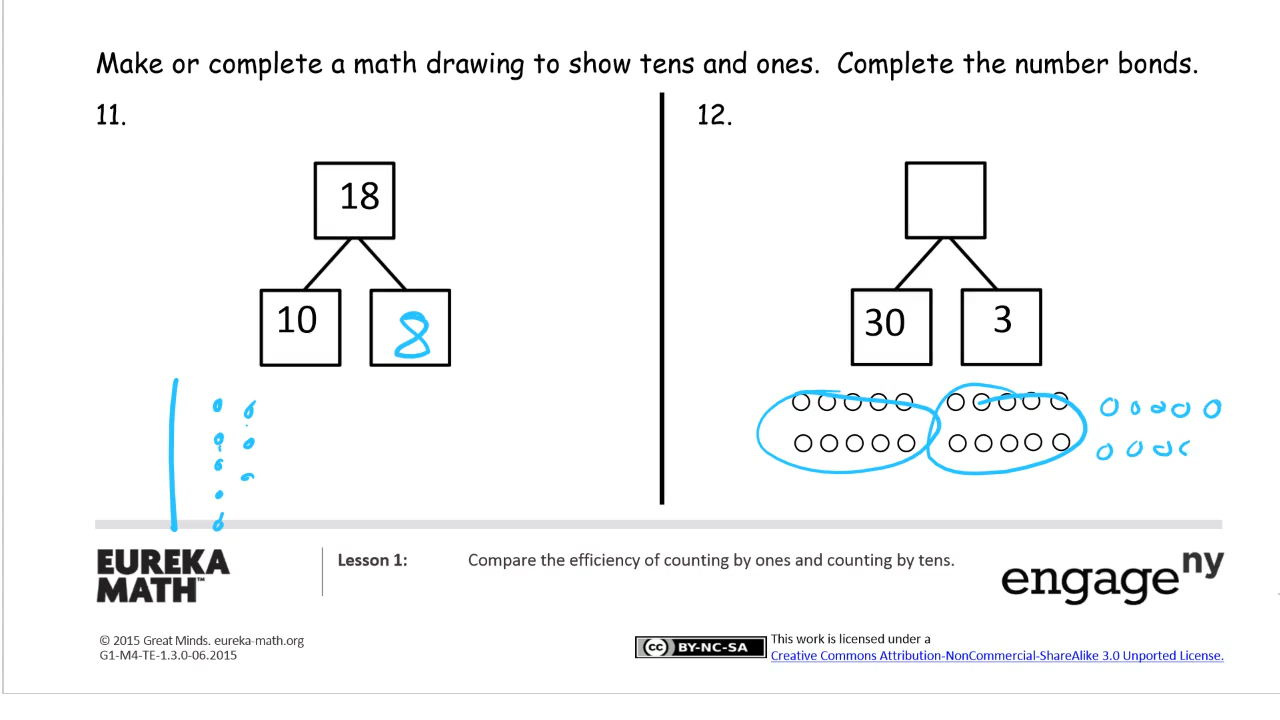 Make or complete a math drawing to show tens and ones.  Complete the number bonds.
11.
18
10
8
12.
30
3
EUREKA
MATH™
Lesson 1:
Compare the efficiency of counting by ones and counting by tens.
engage ny
© 2015 Great Minds. eureka-math.org
G1-M4-TE-1.3.0-06.2015
cc BY-NC-SA
This work is licensed under a
Creative Commons Attribution-NonCommercial-ShareAlike 3.0 Unported License.